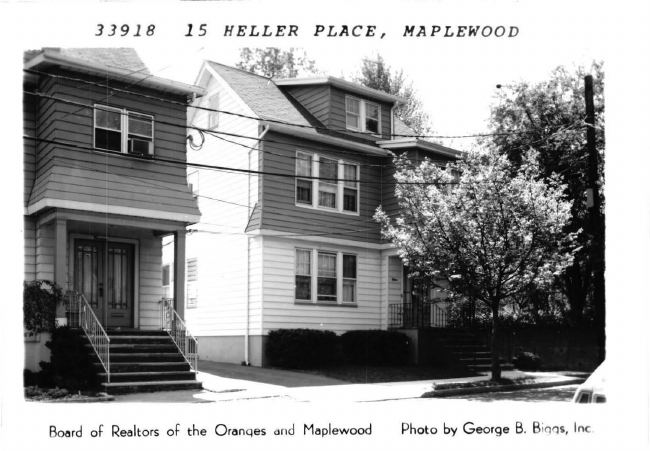 33918 15 HELLER PLACE, MAPLEWOOD
Board of Realtors of the Oranges and Maplewood Photo by George B. Biggs, Inc.